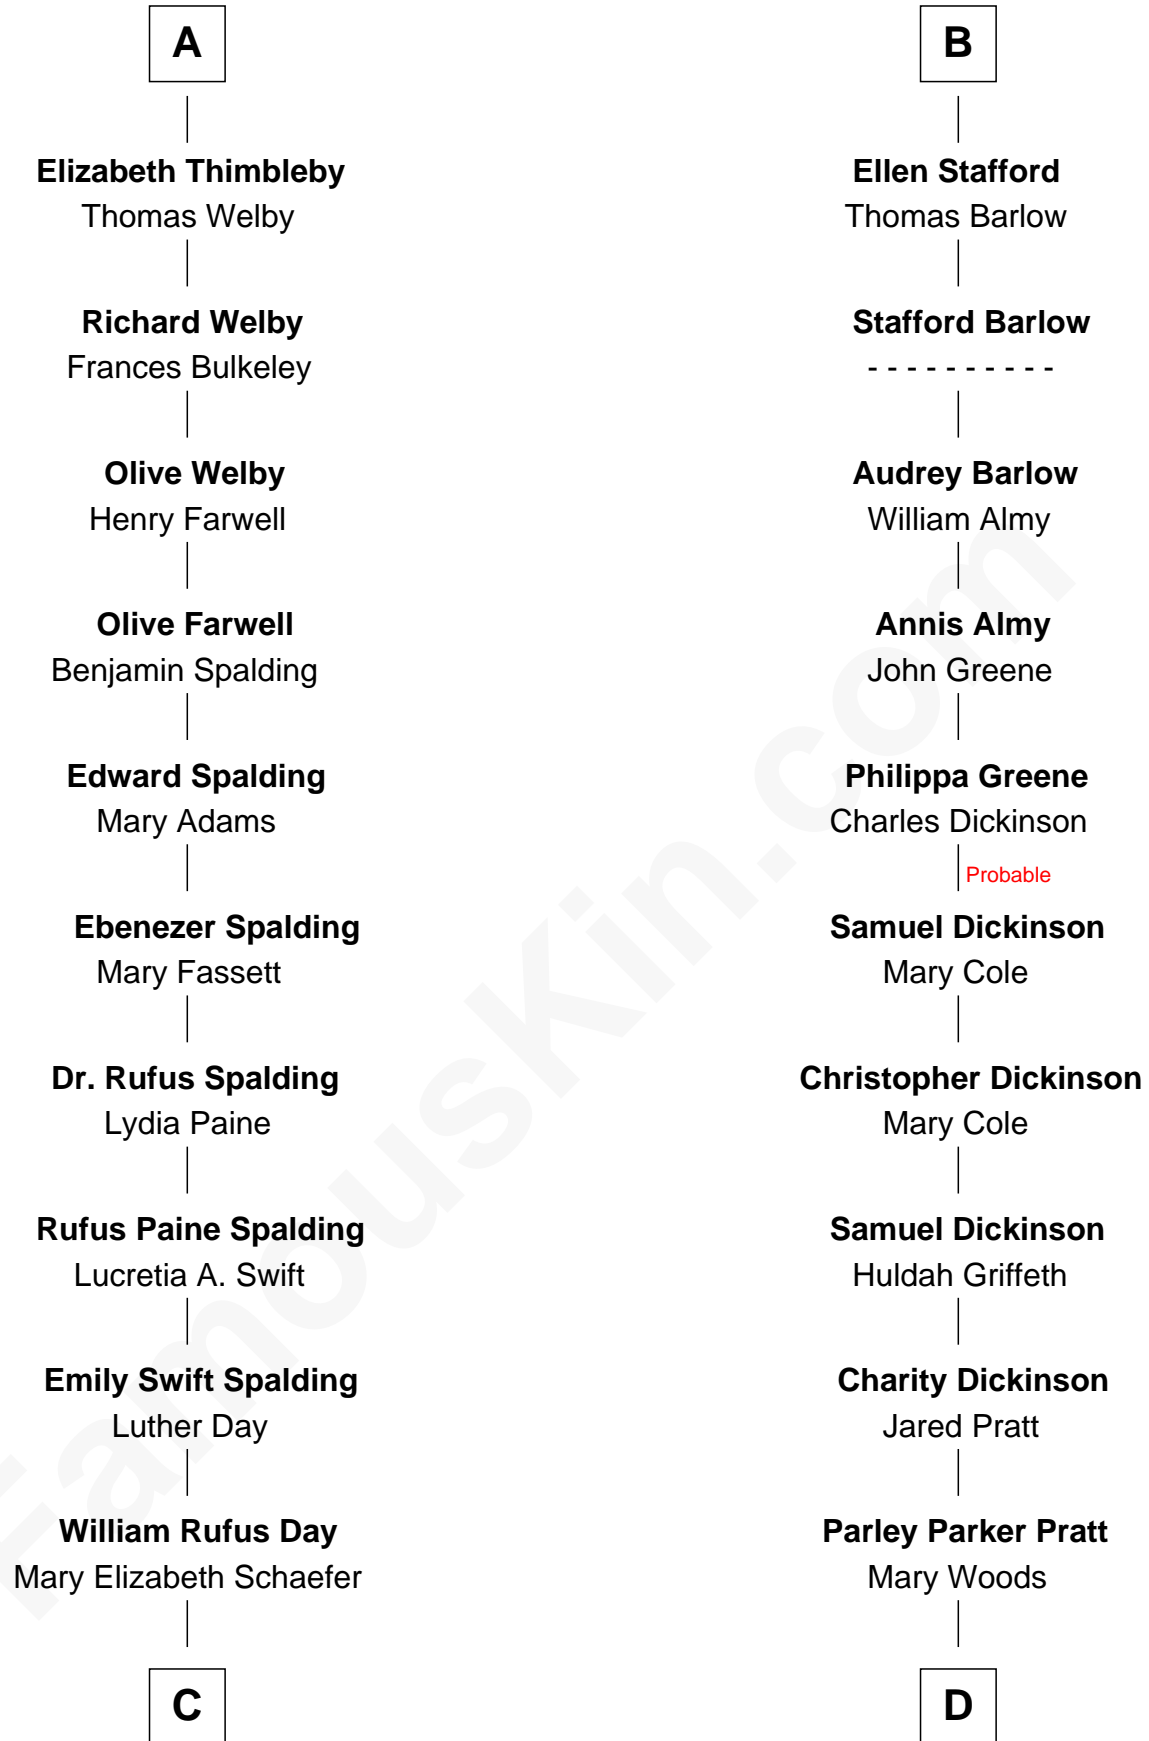 A
Elizabeth Thimbleby
Thomas Welby
Richard Welby
Frances Bulkeley
Olive Welby
Henry Farwell
Olive Farwell
Benjamin Spalding
Edward Spalding
Mary Adams
Ebenezer Spalding
Mary Fassett
Dr. Rufus Spalding
Lydia Paine
Rufus Paine Spalding
Lucretia A. Swift
Emily Swift Spalding
Luther Day
William Rufus Day
Mary Elizabeth Schaefer
C
B
Ellen Stafford
Thomas Barlow
Stafford Barlow
- - - - - - - - - -
Audrey Barlow
William Almy
Annis Almy
John Greene
Philippa Greene
Charles Dickinson
Probable
Samuel Dickinson
Mary Cole
Christopher Dickinson
Mary Cole
Samuel Dickinson
Huldah Griffeth
Charity Dickinson
Jared Pratt
Parley Parker Pratt
Mary Woods
D
FamousKin.com